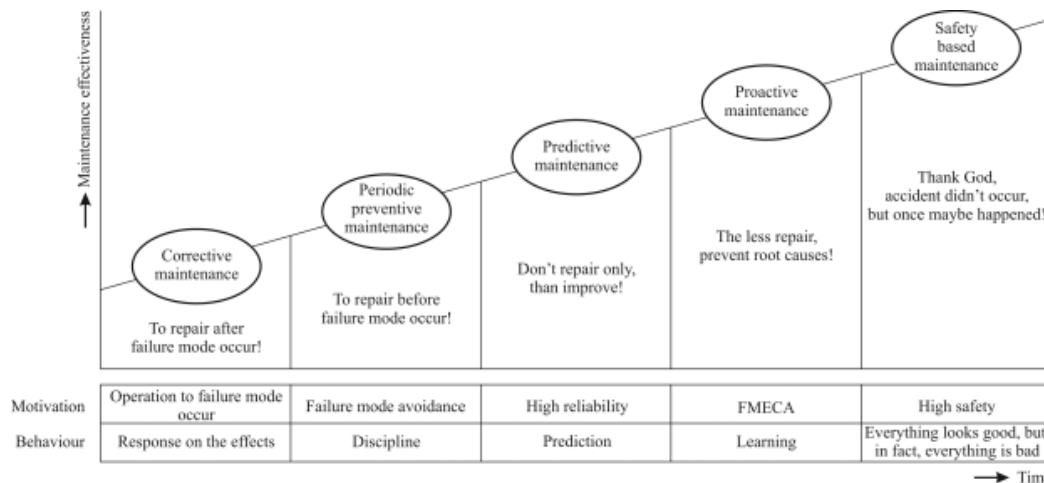 Maintenance effectiveness
Safety
based
maintenance
Proactive
maintenance
Predictive
maintenance
Periodic
preventive
maintenance
Corrective
maintenance
Thank God,
accident didn't occur,
but once maybe happened!
The less repair,
prevent root causes!
Don't repair only,
than improve!
To repair before
failure mode occur!
To repair after
failure mode occur!
Motivation
Operation to failure mode
occur
Failure mode avoidance
High reliability
FMECA
High safety
Behaviour
Response on the effects
Discipline
Prediction
Learning
Everything looks good, but
in fact, everything is bad
Tim